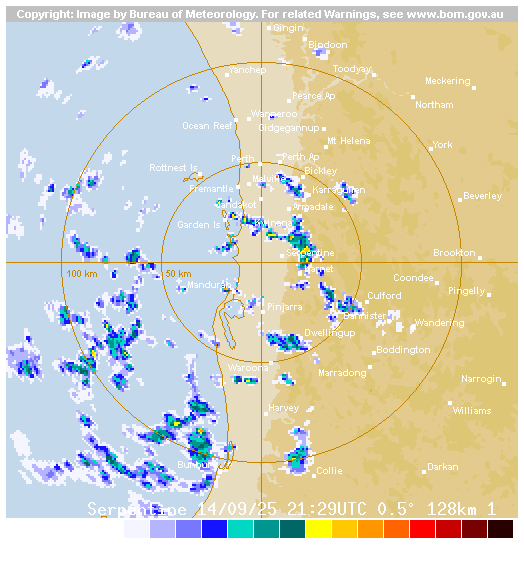 Copyright: Image by Bureau of Meteorology. For related Warnings, see www.bom.gov.au
Gingin
Bindoon
Yanchep
Toodyay
Meckering
Pearce Ap
Northam
Wanneroo
Ocean Reef
Gidgegannup
Mt Helena
York
Perth
Perth Ap
Rottnest Is
Bickley
Melville
Fremantle
Karragullen
Beverley
Jandakot
Armadale
Garden Is
Kwinana
Serpentine
Brookton
100 km
50 km
Coondee
Mandurah
Pingelly
Culford
Pinjarra
Bannister
Wandering
Dwellingup
Boddington
Waroona
Marradong
Narrogin
Harvey
Williams
Bunbury
Collie
Darkan
Serpentine 14/09/25 21:29UTC 0.5° 128km 1